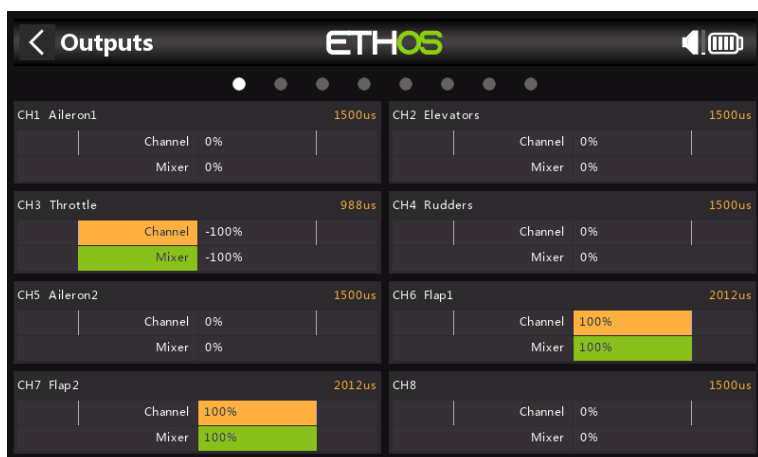 Outputs
ETHOS
CH1 Aileron1 1500us
Channel 0%
Mixer 0%
CH2 Elevators 1500us
Channel 0%
Mixer 0%
CH3 Throttle 988us
Channel -100%
Mixer -100%
CH4 Rudders 1500us
Channel 0%
Mixer 0%
CH5 Aileron2 1500us
Channel 0%
Mixer 0%
CH6 Flap1 2012us
Channel 100%
Mixer 100%
CH7 Flap2 2012us
Channel 100%
Mixer 100%
CH8 1500us
Channel 0%
Mixer 0%